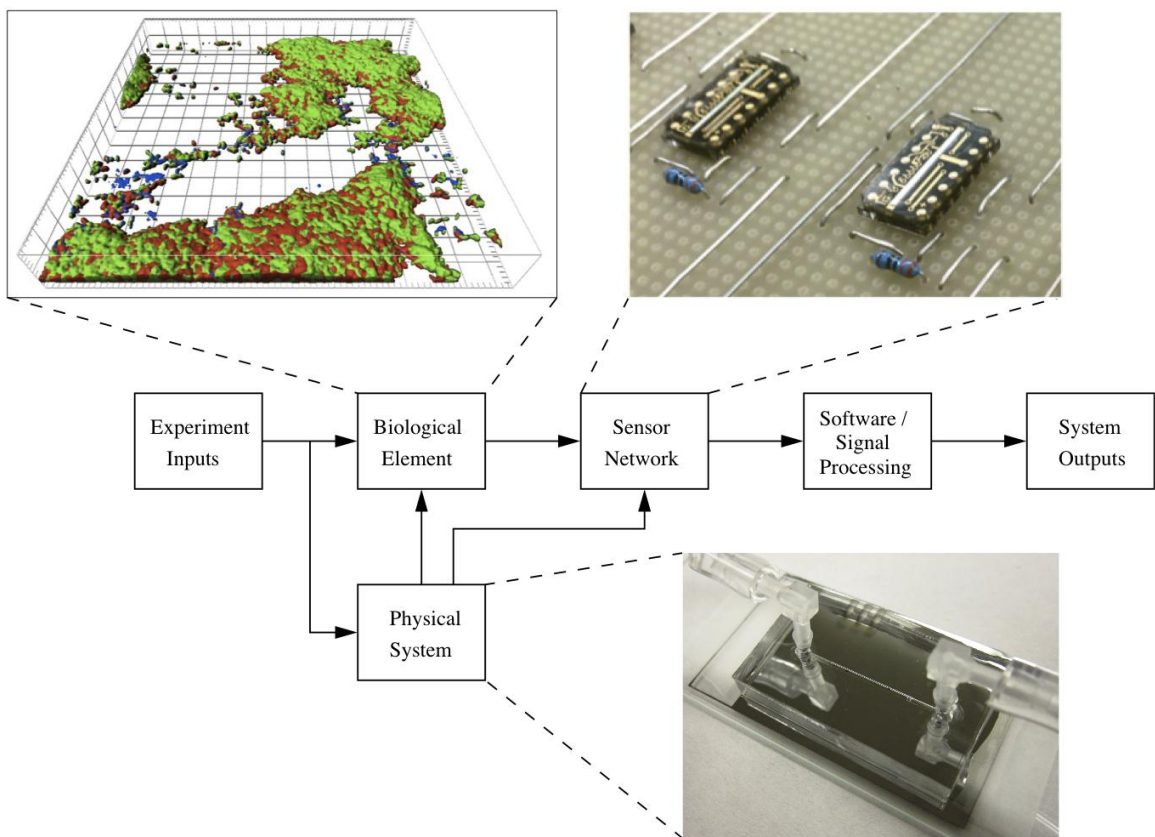 Experiment
Inputs
Biological
Element
Sensor
Network
Software /
Signal
Processing
System
Outputs
Physical
System